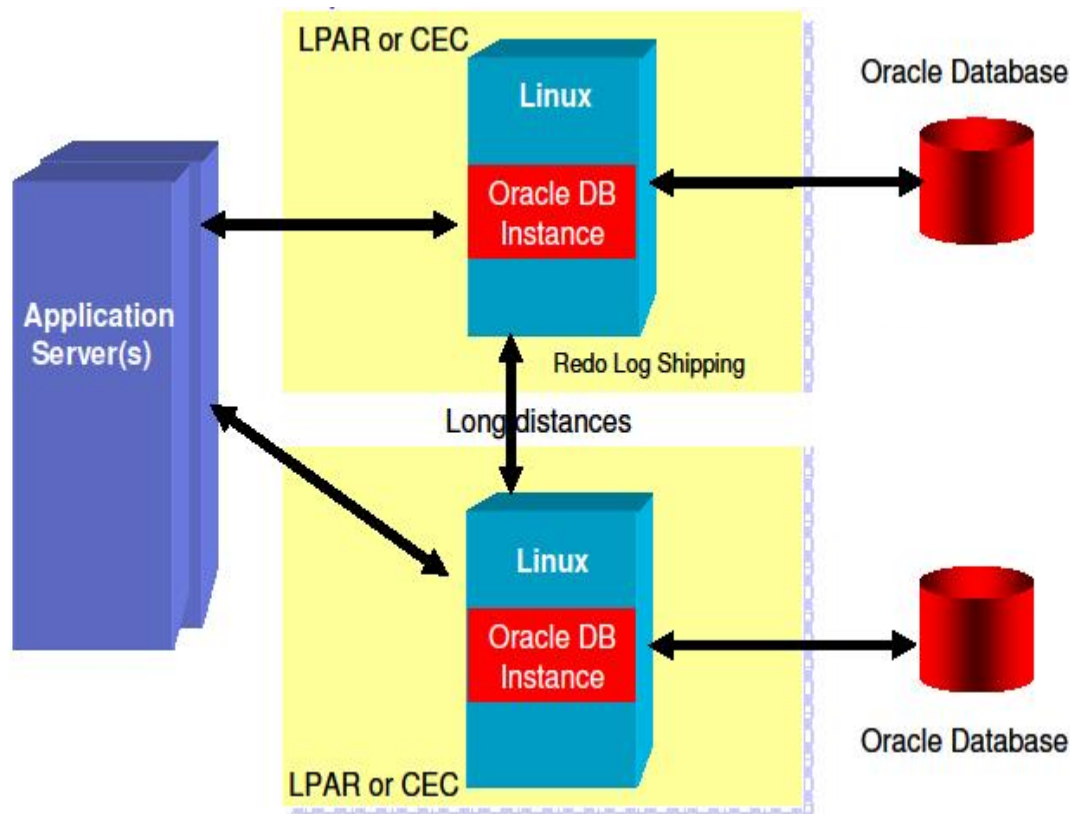 LPAR or CEC
Linux
Oracle Database
Oracle DB
Instance
Application
Server(s)
Redo Log Shipping
Long distances
Linux
Oracle DB
Instance
Oracle Database
LPAR or CEC